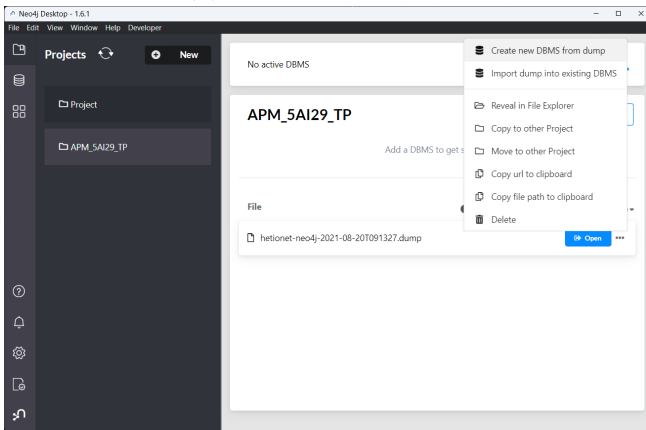 Neo4j Desktop - 1.6.1
File Edit View Window Help Developer
Projects
New
Project
APM_5AI29_TP
No active DBMS
APM_5AI29_TP
Add a DBMS to get s
File
hetionet-neo4j-2021-08-20T091327.dump
Open
Create new DBMS from dump
Import dump into existing DBMS
Reveal in File Explorer
Copy to other Project
Move to other Project
Copy url to clipboard
Copy file path to clipboard
Delete